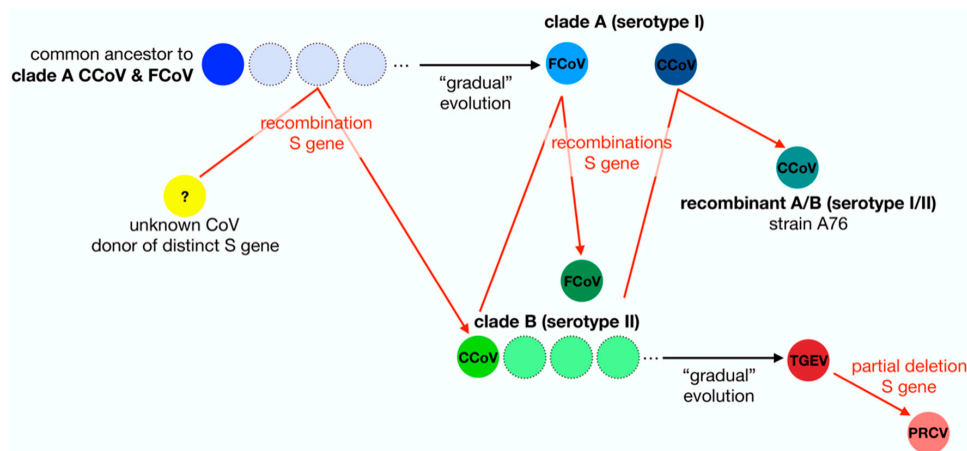 clade A (serotype I)
common ancestor to
clade A CCoV & FCoV
...
"gradual"
evolution
FCoV
CCoV
recombination
S gene
recombinations
S gene
CCoV
recombinant A/B (serotype I/II)
strain A76
?
unknown CoV
donor of distinct S gene
FCoV
clade B (serotype II)
CCoV
...
"gradual"
evolution
TGEV
partial deletion
S gene
PRCV